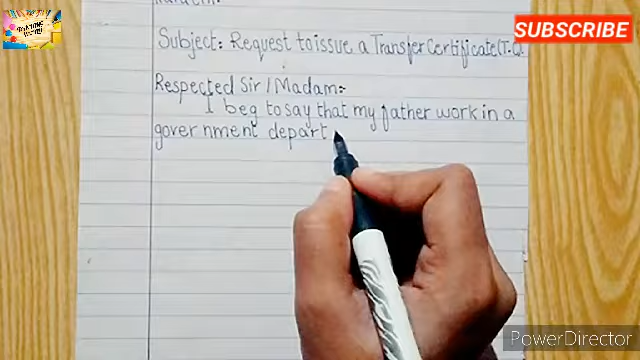 SUBSCRIBE
Subject: Request to issue a Transfer Certificate (T.C).
Respected Sir / Madam:-
I beg to say that my father work in a
government depart
PowerDirector